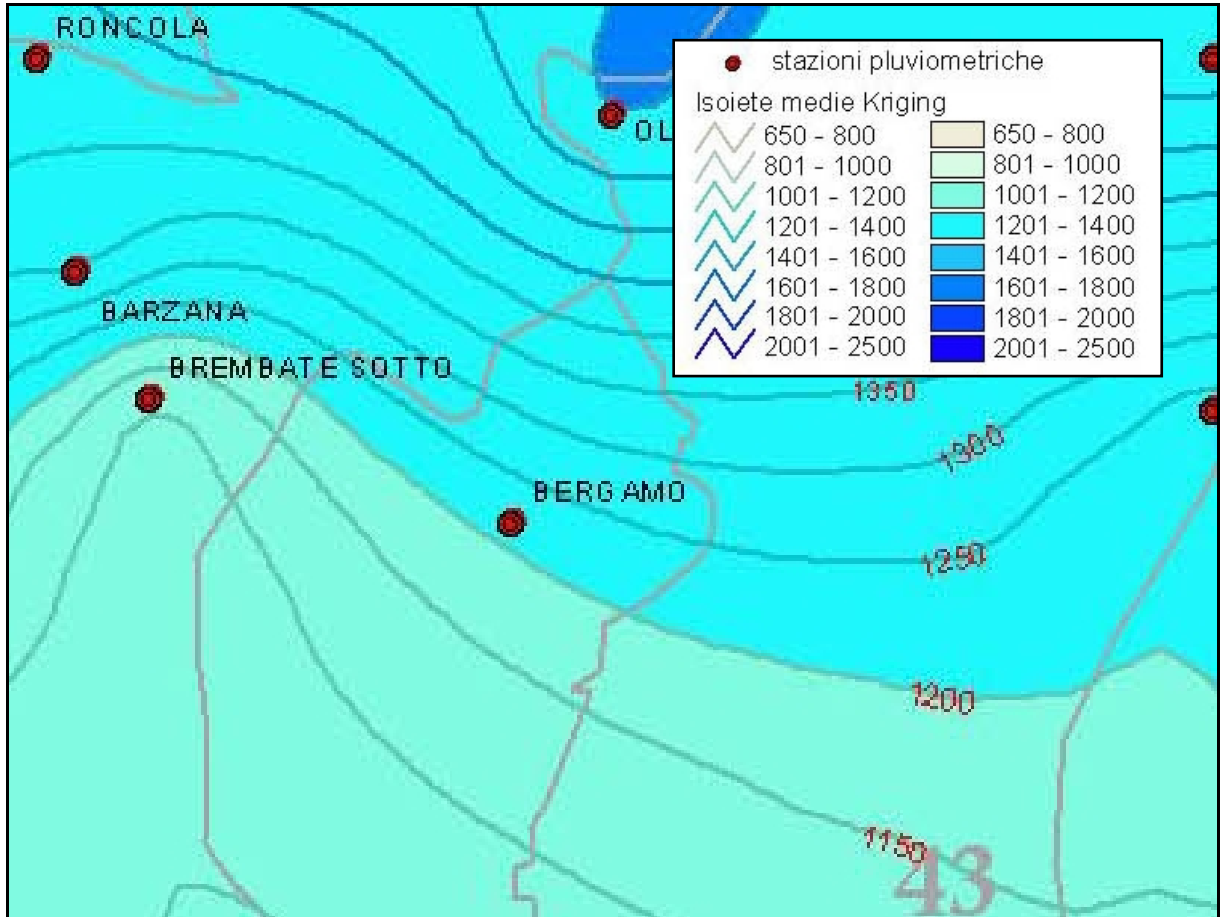 RONCOLA
stazioni pluviometriche
Isoiete medie Kriging
650 - 800
801 - 1000
1001 - 1200
1201 - 1400
1401 - 1600
1601 - 1800
1801 - 2000
2001 - 2500
650 - 800
801 - 1000
1001 - 1200
1201 - 1400
1401 - 1600
1601 - 1800
1801 - 2000
2001 - 2500
OL
BARZANA
BREMBATE SOTTO
1350
1300
BERGAMO
1250
1200
1150
43